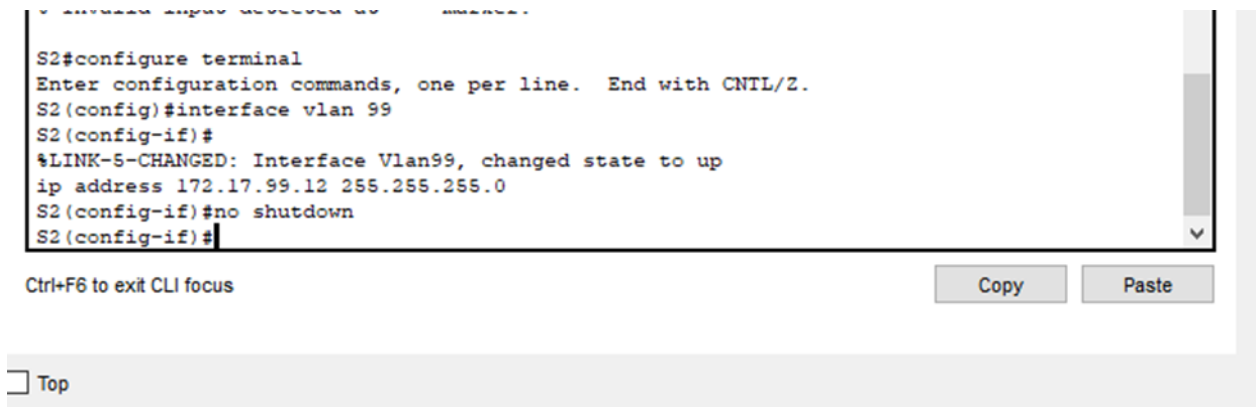 S2#configure terminal
Enter configuration commands, one per line.  End with CNTL/Z.
S2(config)#interface vlan 99
S2(config-if)#
%LINK-5-CHANGED: Interface Vlan99, changed state to up
ip address 172.17.99.12 255.255.255.0
S2(config-if)#no shutdown
S2(config-if)#
Ctrl+F6 to exit CLI focus
Copy Paste
Top